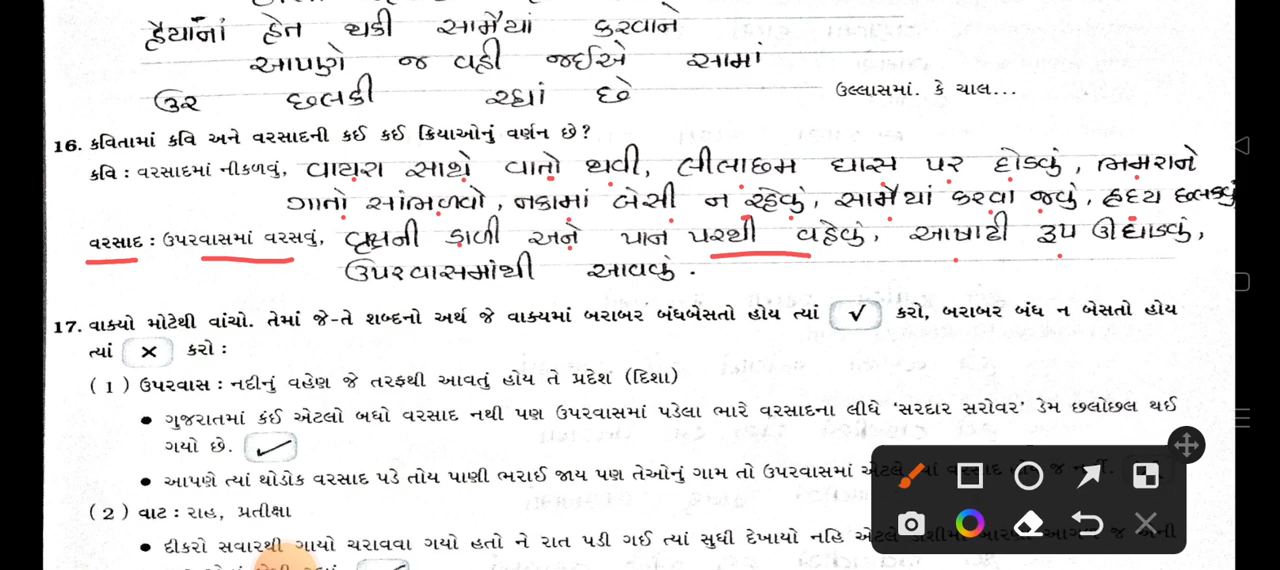 હૈયાનાં હેત થકી સામૈયાં કરવાને
આપણે જ વહી જઈએ સામાં
ઉર છલકી રહ્યાં છે ઉલ્લાસમાં. કે ચાલ...
16. કવિતામાં કવિ અને વરસાદની કઈ કઈ ક્રિયાઓનું વર્ણન છે?
કવિ : વરસાદમાં નીકળવું, વાયરા સાથે વાતો થવી, લીલાછમ ઘાસ પર દોડવું, ભમરાને
ગાતો સાંભળવો, નકામાં બેસી ન રહેવું, સામૈયાં કરવા જવું, હૃદય છલકવું
વરસાદ : ઉપરવાસમાં વરસવું, વૃક્ષની ડાળી અને પાન પરથી વહેવું, આષાઢી રૂપ ઊઘાડવું,
ઉપરવાસમાંથી આવવું.
17. વાક્યો મોટેથી વાંચો. તેમાં જે-તે શબ્દનો અર્થ જે વાક્યમાં બરાબર બંધબેસતો હોય ત્યાં ✓ કરો, બરાબર બંધ ન બેસતો હોય
ત્યાં × કરો :
(1) ઉપરવાસ : નદીનું વહેણ જે તરફથી આવતું હોય તે પ્રદેશ (દિશા)
• ગુજરાતમાં કંઈ એટલો બધો વરસાદ નથી પણ ઉપરવાસમાં પડેલા ભારે વરસાદના લીધે ‘સરદાર સરોવર’ ડેમ છલોછલ થઈ
ગયો છે. ✓
• આપણે ત્યાં થોડોક વરસાદ પડે તોય પાણી ભરાઈ જાય પણ તેઓનું ગામ તો ઉપરવાસમાં
(2) વાટ : રાહ, પ્રતીક્ષા
• દીકરો સવારથી ગાયો ચરાવવા ગયો હતો ને રાત પડી ગઈ ત્યાં સુધી દેખાયો નહિ